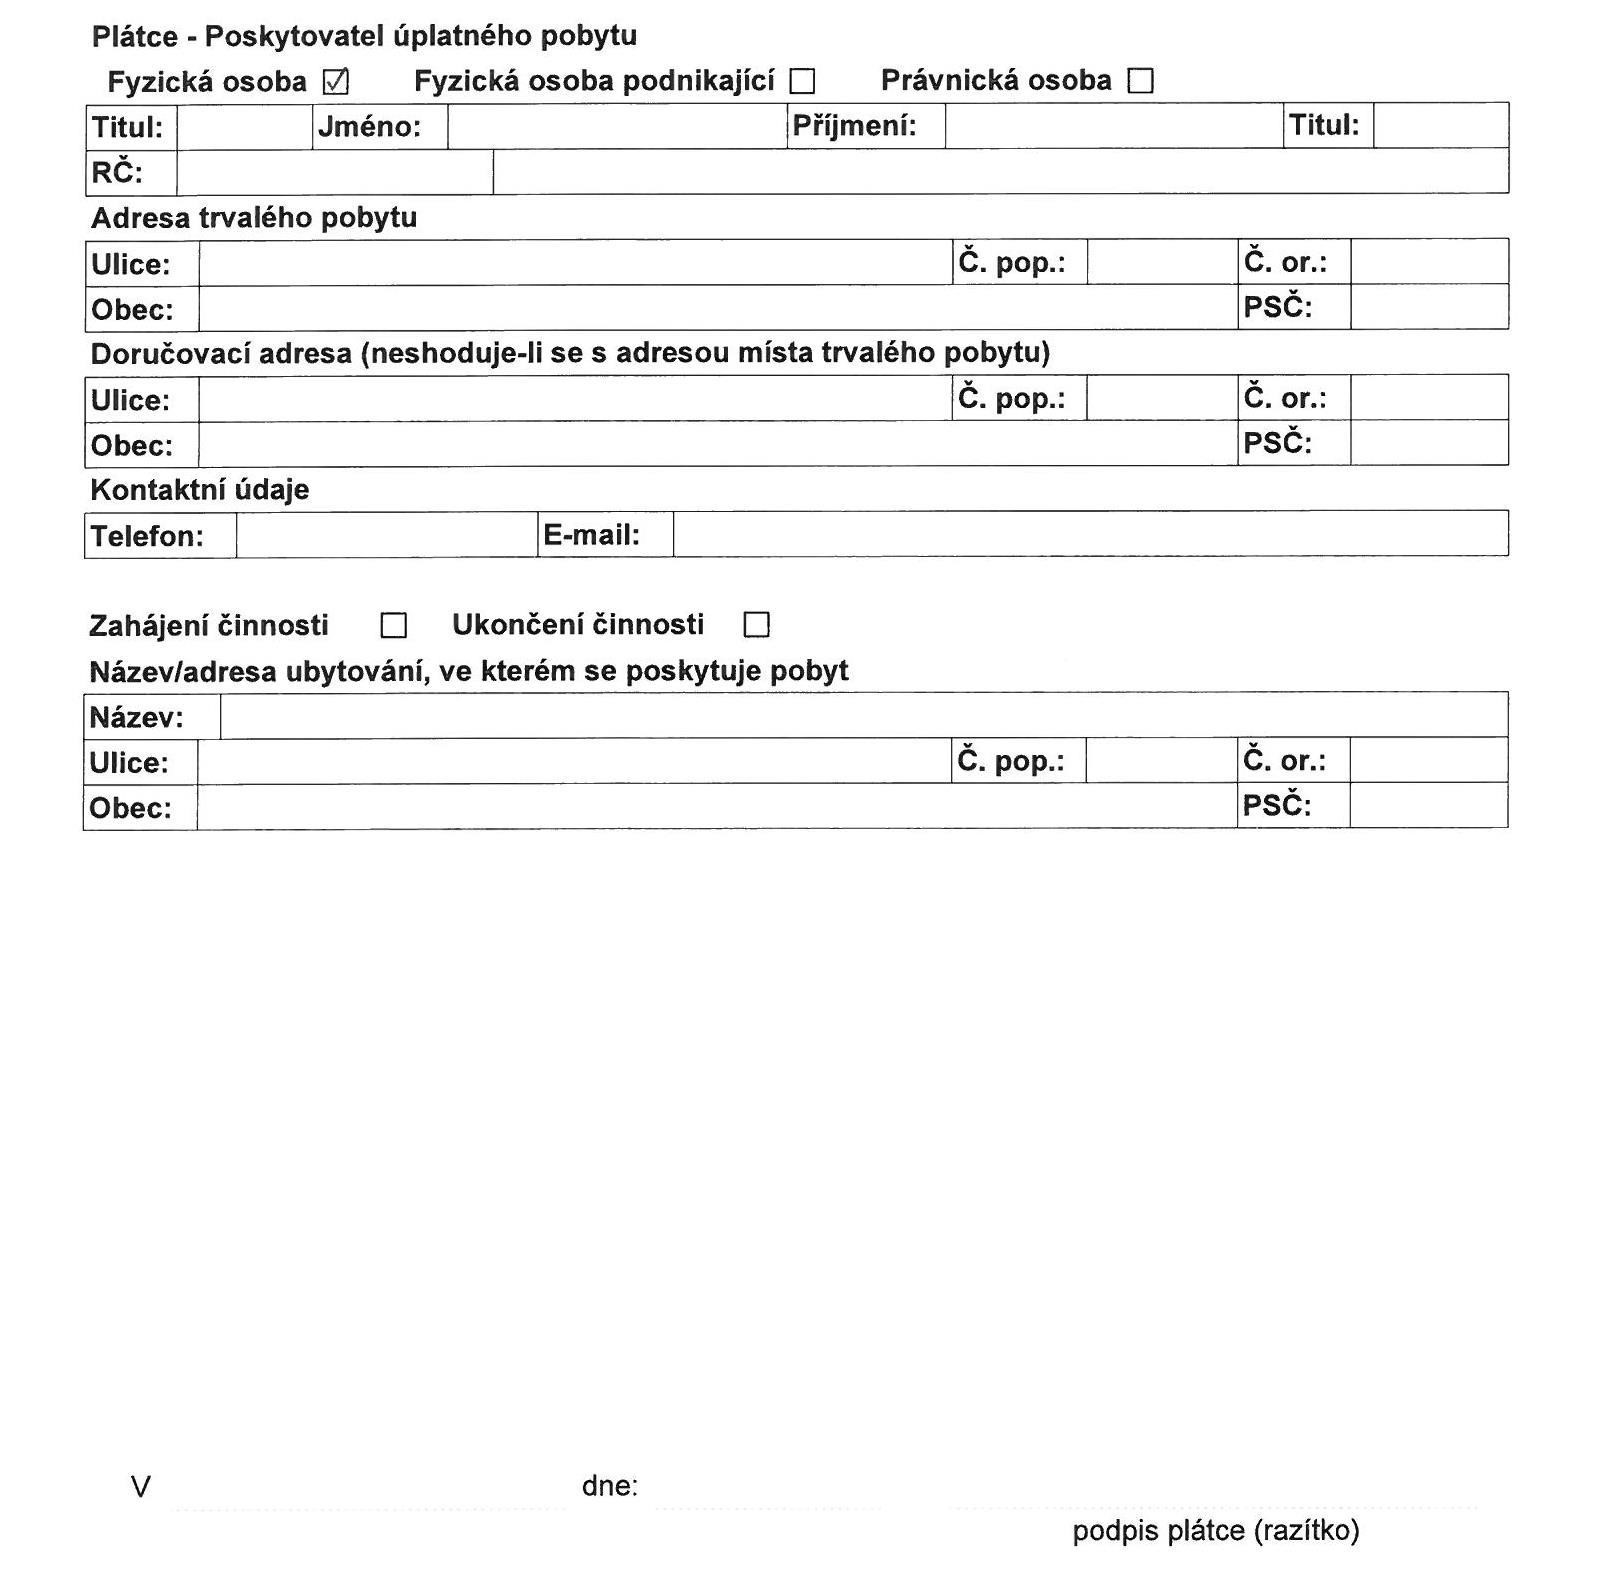 Plátce - Poskytovatel úplatného pobytu
Fyzická osoba ☑ Fyzická osoba podnikající ☐ Právnická osoba ☐
Titul: Jméno: Příjmení: Titul:
RČ:
Adresa trvalého pobytu
Ulice: Č. pop.: Č. or.:
Obec: PSČ:
Doručovací adresa (neshoduje-li se s adresou místa trvalého pobytu)
Ulice: Č. pop.: Č. or.:
Obec: PSČ:
Kontaktní údaje
Telefon: E-mail:
Zahájení činnosti ☐ Ukončení činnosti ☐
Název/adresa ubytování, ve kterém se poskytuje pobyt
Název:
Ulice: Č. pop.: Č. or.:
Obec: PSČ:
V dne:
podpis plátce (razítko)